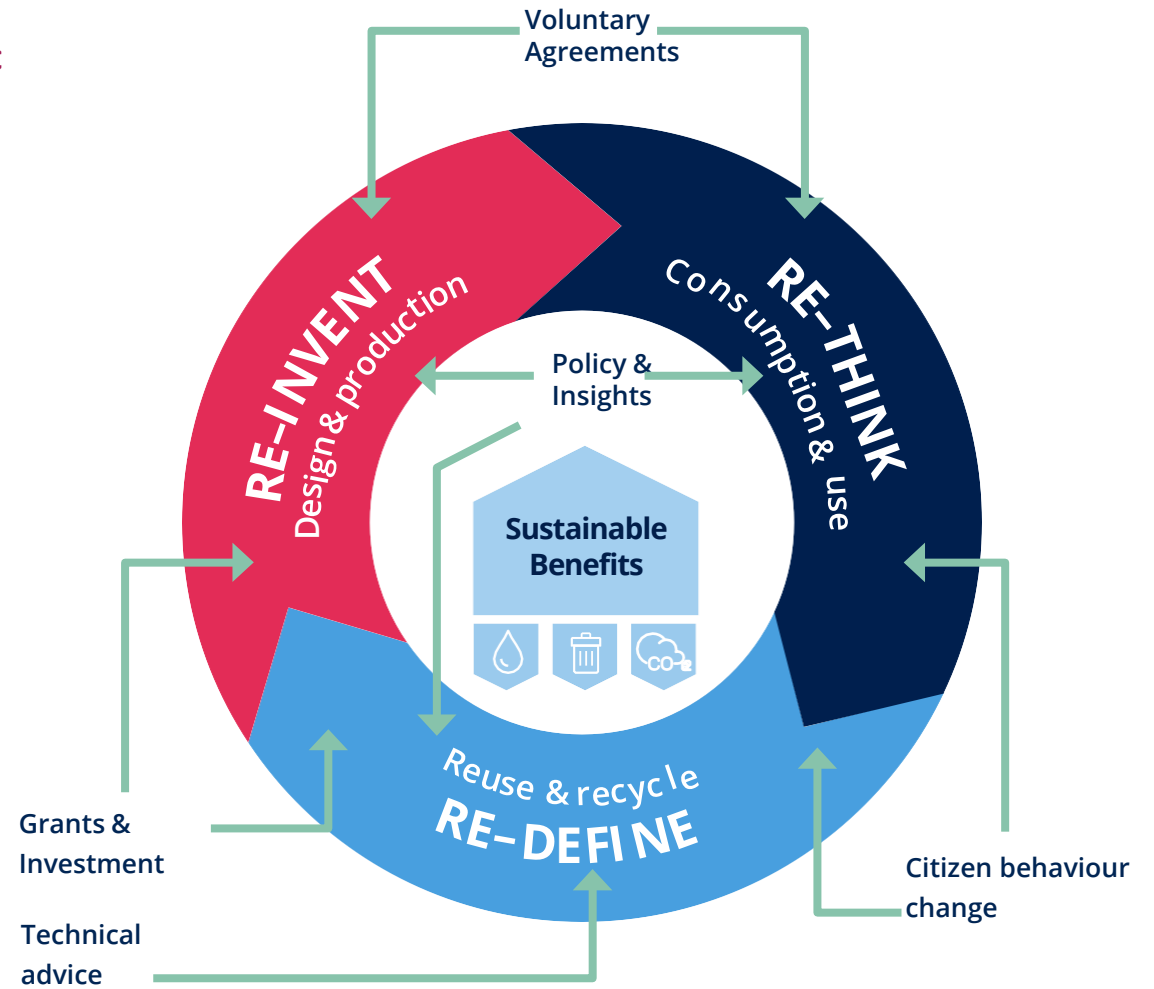 Voluntary
Agreements
RE-INVENT
Design & production
RE-THINK
Consumption & use
Policy &
Insights
Sustainable
Benefits
CO2
Reuse & recycle
RE-DEFINE
Grants &
Investment
Technical
advice
Citizen behaviour
change